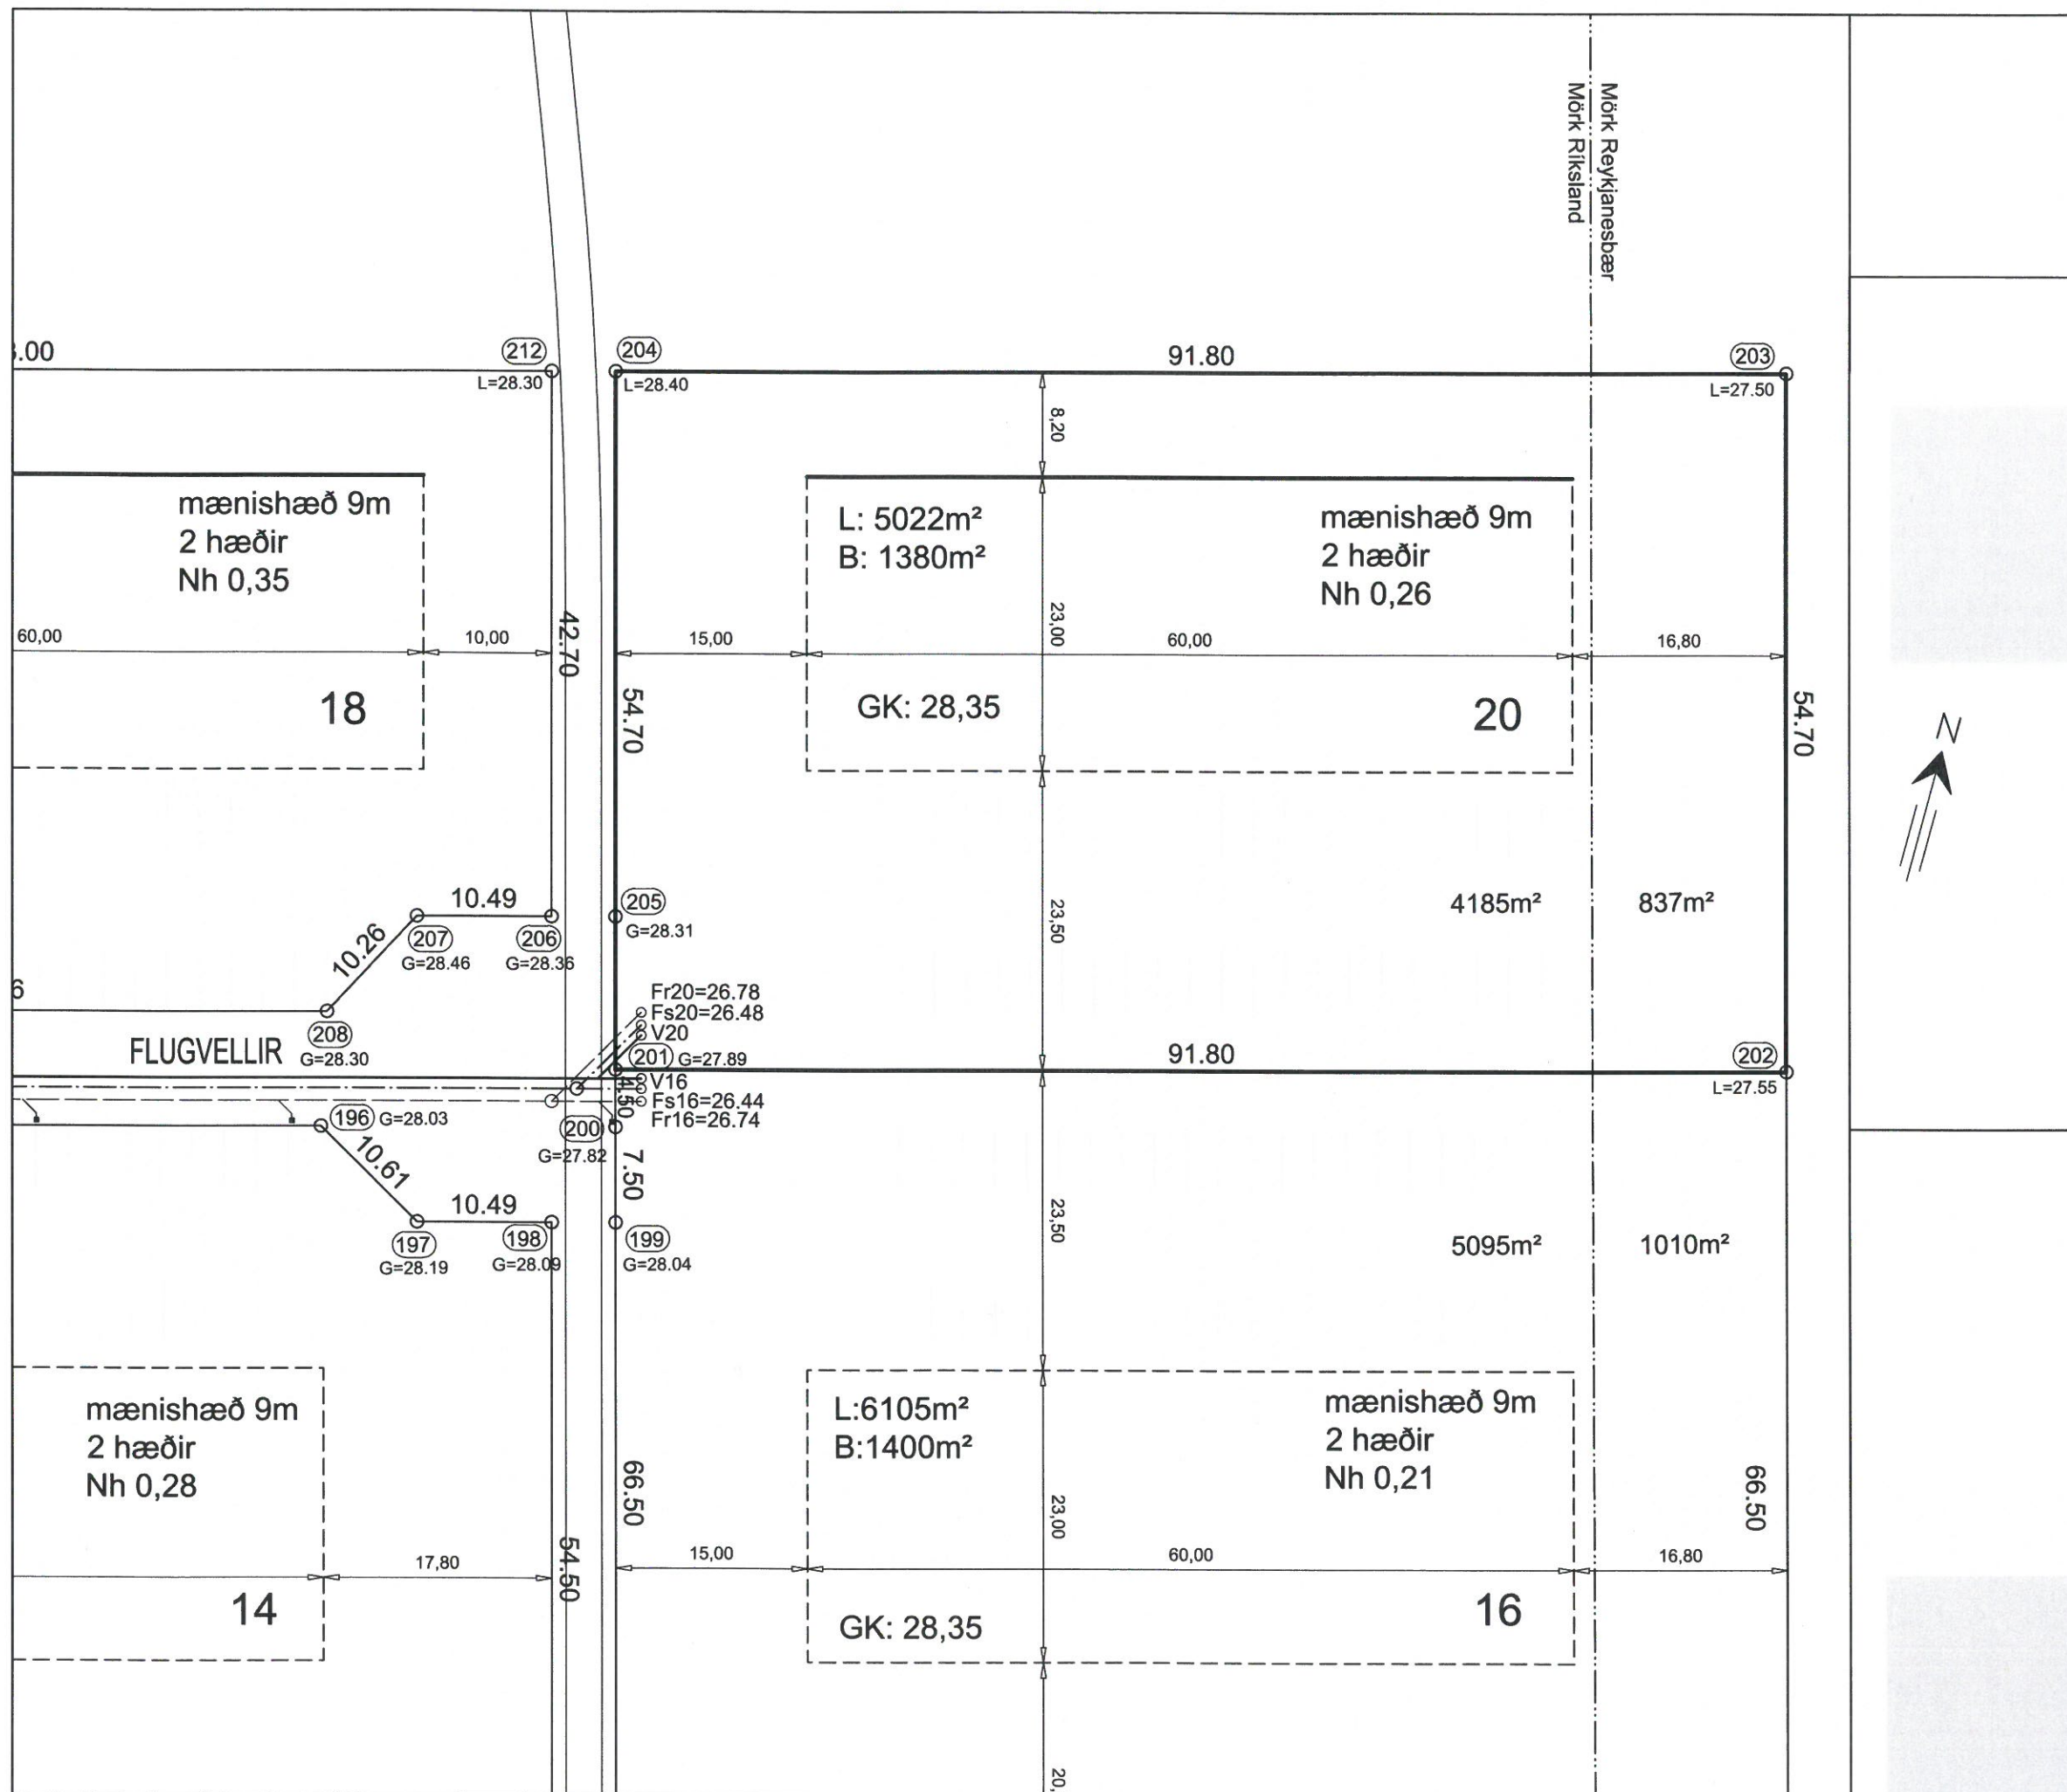 Mörk Reykjanesbær
Mörk Ríksland
212
204
91.80
203
L=28.30
L=28.40
L=27.50
8,20
mænishæð 9m
2 hæðir
Nh 0,35
L: 5022m²
B: 1380m²
mænishæð 9m
2 hæðir
Nh 0,26
60,00
10,00
42.70
15,00
23,00
60,00
16,80
18
54.70
GK: 28,35
20
54.70
N
10.49
205
G=28.31
23,50
4185m²
837m²
10.26
207
G=28.46
206
G=28.36
Fr20=26.78
Fs20=26.48
V20
208
G=28.30
FLUGVELLIR
201
G=27.89
91.80
202
L=27.55
V16
Fs16=26.44
Fr16=26.74
4.50
196
G=28.03
200
G=27.82
10.61
7.50
10.49
197
G=28.19
198
G=28.09
199
G=28.04
23,50
5095m²
1010m²
mænishæð 9m
2 hæðir
Nh 0,28
L:6105m²
B:1400m²
mænishæð 9m
2 hæðir
Nh 0,21
66.50
23,00
66.50
17,80
54.50
15,00
60,00
16,80
14
GK: 28,35
16